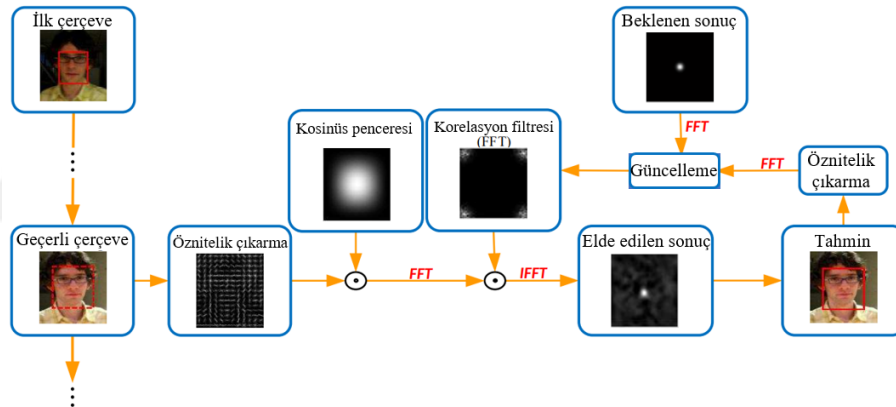 İlk çerçeve
Beklenen sonuç
FFT
Kosinüs penceresi
Korelasyon filtresi
(FFT)
Güncelleme
FFT
Öznitelik
çıkarma
Geçerli çerçeve
Öznitelik çıkarma
FFT
IFFT
Elde edilen sonuç
Tahmin